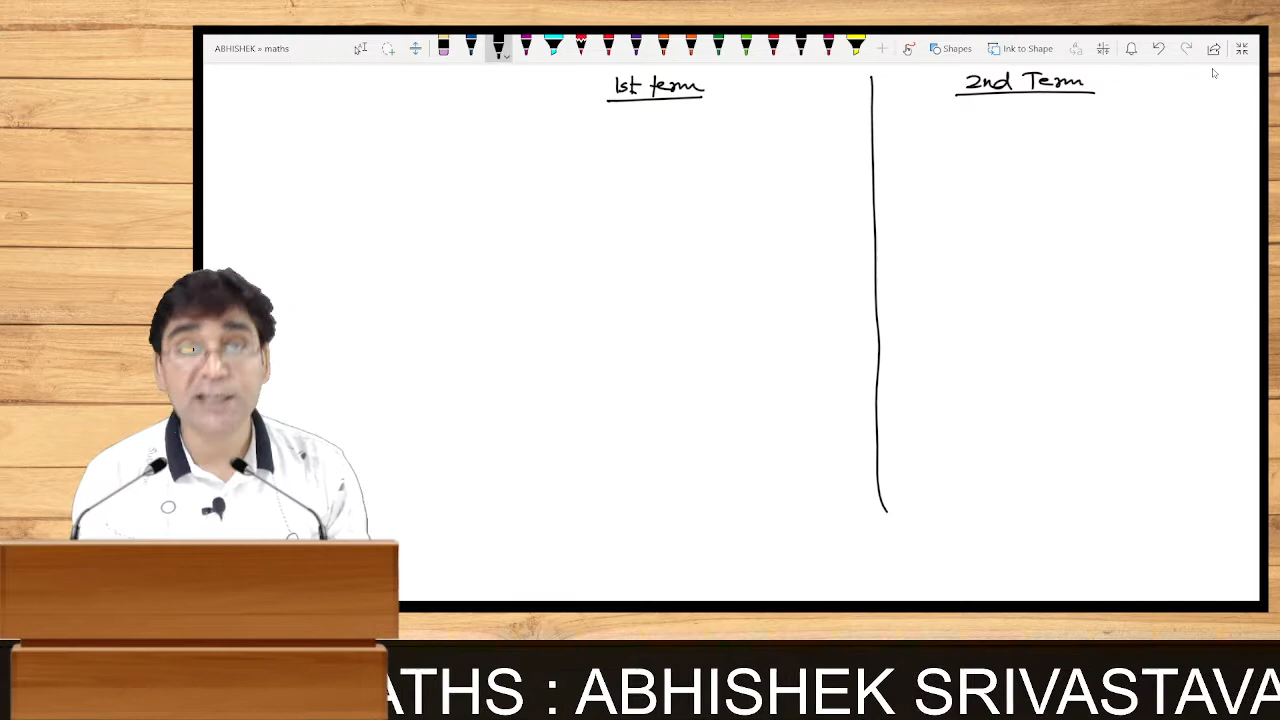 ABHISHEK » maths
Shapes
Ink to Shape
1st term
2nd Term
ATHS : ABHISHEK SRIVASTAVA